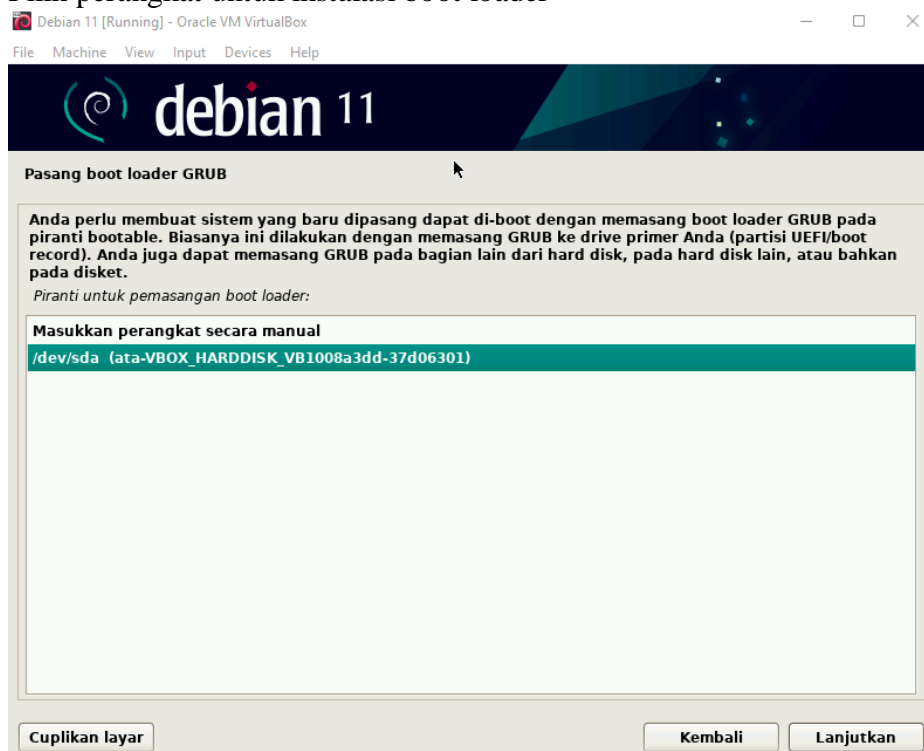 Pilih perangkat untuk instalasi boot loader
Debian 11 [Running] - Oracle VM VirtualBox
File Machine View Input Devices Help
debian 11
Pasang boot loader GRUB
Anda perlu membuat sistem yang baru dipasang dapat di-boot dengan memasang boot loader GRUB pada
piranti bootable. Biasanya ini dilakukan dengan memasang GRUB ke drive primer Anda (partisi UEFI/boot
record). Anda juga dapat memasang GRUB pada bagian lain dari hard disk, pada hard disk lain, atau bahkan
pada disket.
Piranti untuk pemasangan boot loader:
Masukkan perangkat secara manual
/dev/sda (ata-VBOX_HARDDISK_VB1008a3dd-37d06301)
Cuplikan layar
Kembali
Lanjutkan